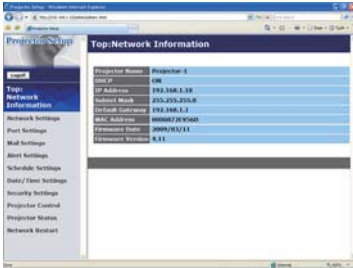 Projector Setup
Logoff
Top:
Network
Information
Network Settings
Port Settings
Mail Settings
Alert Settings
Schedule Settings
Date/Time Settings
Security Settings
Projector Control
Projector Status
Network Restart
Top:Network Information
Projector Name Projector-1
DHCP ON
IP Address 192.168.1.10
Subnet Mask 255.255.255.0
Default Gateway 192.168.1.1
MAC Address
Firmware Date 2009/03/11
Firmware Version 4.11